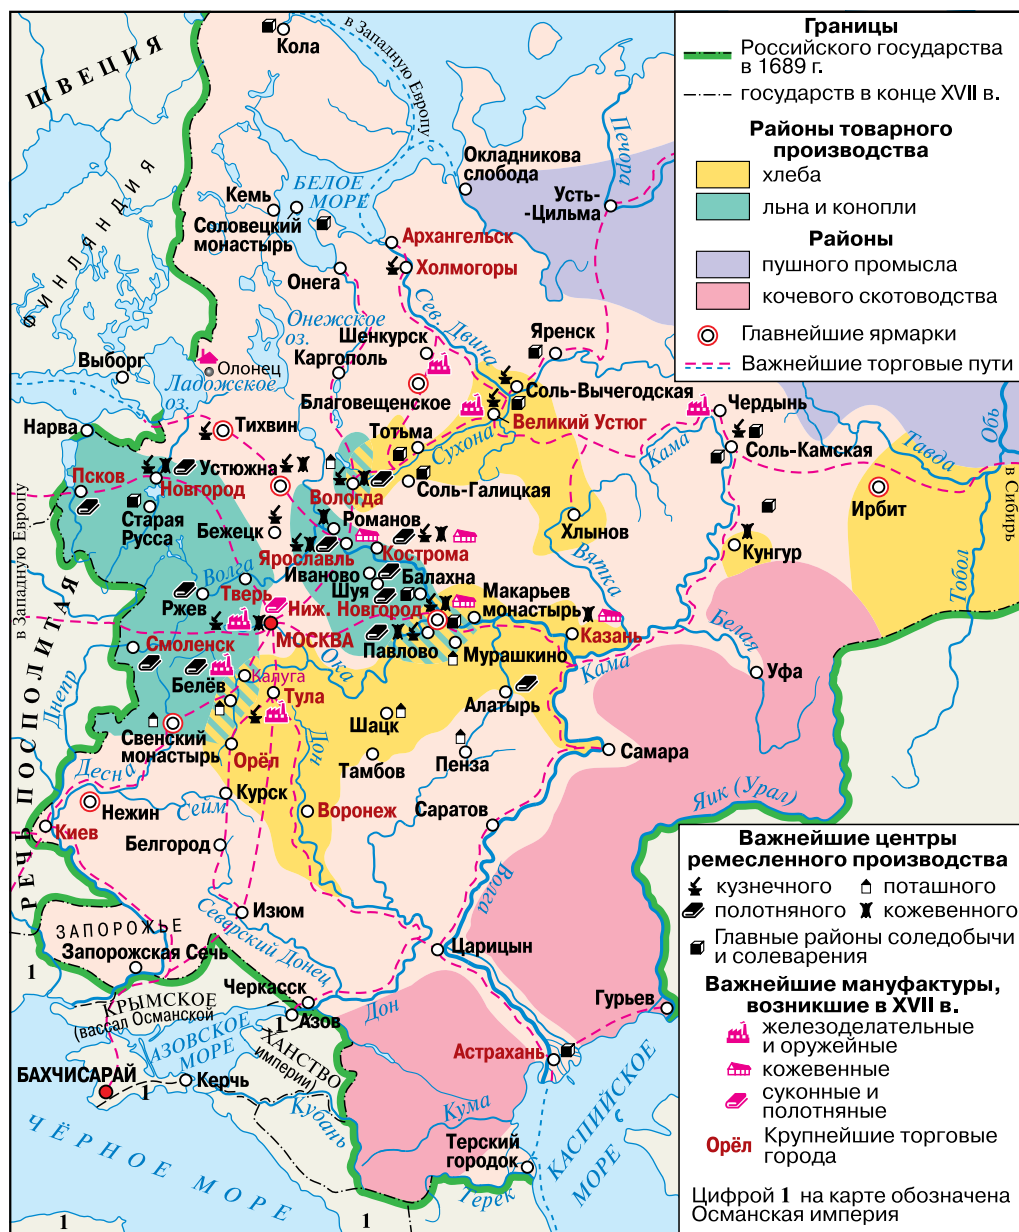 Границы
Российского государства
в 1689 г.
государств в конце XVII в.
Районы товарного
производства
хлеба
льна и конопли
Районы
пушного промысла
кочевого скотоводства
Главнейшие ярмарки
Важнейшие торговые пути
ШВЕЦИЯ
ФИНЛЯНДИЯ
РЕЧЬ ПОСПОЛИТАЯ
в Западную Европу
Кола
Печора
Окладникова
слобода
Усть-
-Цильма
БЕЛОЕ
МОРЕ
Кемь
Соловецкий
монастырь
Архангельск
Холмогоры
Онега
Онежское
оз.
Сев. Двина
Шенкурск
Яренск
Каргополь
Выборг
Олонец
Ладожское
оз.
Благовещенское
Соль-Вычегодская
Великий Устюг
Чердынь
Обь
Нарва
Тихвин
Тотьма
Сухона
Кама
Соль-Камская
Тавда
в Сибирь
Псков
Новгород
Устюжна
Вологда
Соль-Галицкая
Ирбит
в Западную Европу
Старая
Русса
Бежецк
Романов
Хлынов
Кунгур
Ярославль
Кострома
Вятка
Тобол
Волга
Иваново
Балахна
Тверь
Шуя
Ржев
Ниж. Новгород
Макарьев
монастырь
МОСКВА
Казань
Белая
Смоленск
Павлово
Мурашкино
Ока
Кама
Днепр
Белёв
Калуга
Уфа
Тула
Алатырь
Шацк
Свенский
монастырь
Орёл
Дон
Тамбов
Пенза
Самара
Десна
Курск
Нежин
Сейм
Воронеж
Саратов
Яик (Урал)
Киев
Белгород
Волга
ЗАПОРОЖЬЕ
Изюм
Северский Донец
Запорожская Сечь
Царицын
1
Черкасск
Дон
Гурьев
КРЫМСКОЕ
(вассал Османской
Азов
1
АЗОВСКОЕ
МОРЕ
ХАНСТВО
империи)
Астрахань
БАХЧИСАРАЙ
1
Керчь
Кубань
Кума
КАСПИЙСКОЕ
МОРЕ
Терский
городок
Терек
ЧЁРНОЕ МОРЕ
1
1
Важнейшие центры
ремесленного производства
кузнечного
поташного
полотняного
кожевенного
Главные районы соледобычи
и солеварения
Важнейшие мануфактуры,
возникшие в XVII в.
железоделательные
и оружейные
кожевенные
суконные и
полотняные
Орёл Крупнейшие торговые
города
Цифрой 1 на карте обозначена
Османская империя